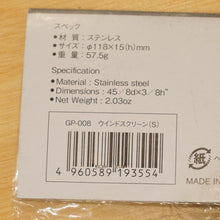 スペック
● 材 質 : ステンレス
● サイズ : φ118×15(h)mm
● 重 量 : 57.5g
Specification
● Material : Stainless steel
● Dimensions : 45/8d×3/8h"
● Net Weight : 2.03oz
GP-008 ウインドスクリーン(S)
4 960589 193554
紙
MADE IN